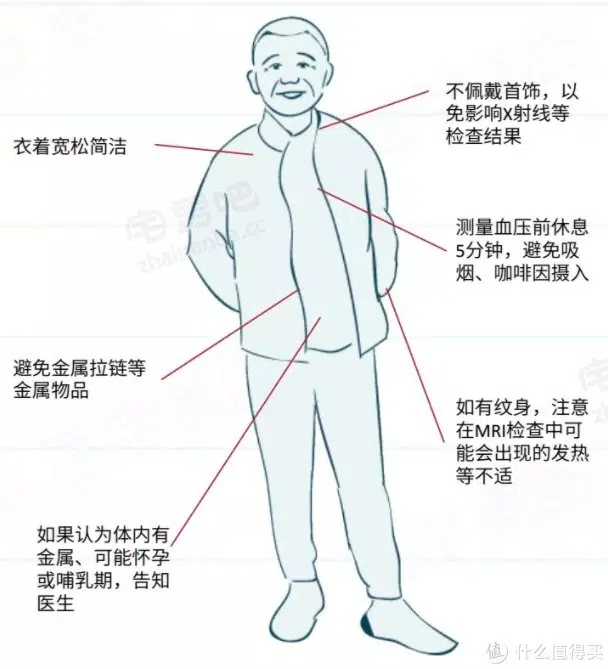 不佩戴首饰，以
免影响X射线等
检查结果
衣着宽松简洁
测量血压前休息
5分钟，避免吸
烟、咖啡因摄入
避免金属拉链等
金属物品
如有纹身，注意
在MRI检查中可
能会出现的发热
等不适
如果认为体内有
金属、可能怀孕
或哺乳期，告知
医生
宅男吧
值 什么值得买